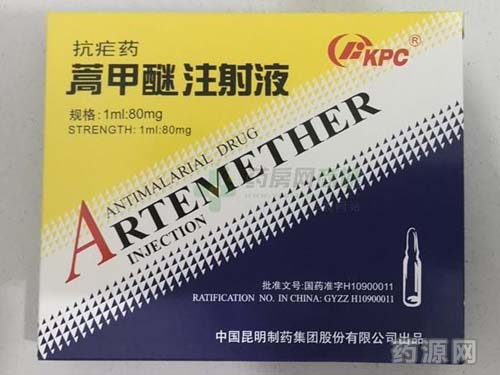 抗疟药
KPC®
蒿甲醚注射液
规格:1ml:80mg
STRENGTH: 1ml:80mg
ANTIMALARIAL DRUG
ARTEMETHER
INJECTION
药房网
批准文号:国药准字H10900011
RATIFICATION NO. IN CHINA: GYZZ H10900011
中国昆明制药集团股份有限公司出品
药源网